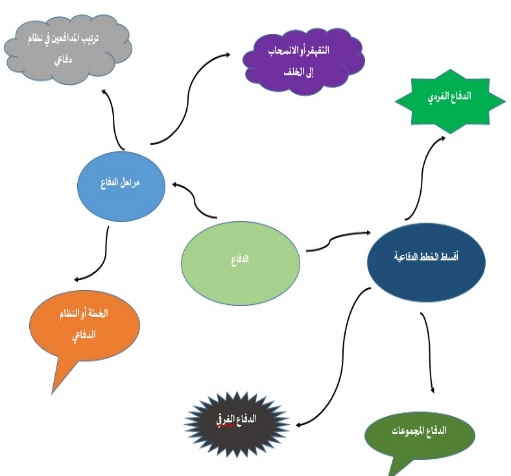 ترتيب المدافعين في نظام
دفاعي
التقهقر أو الانسحاب
إلى الخلف
الدفاع الفردي
مراحل الدفاع
الدفاع
أقساط الخطط الدفاعية
الخطة أو النظام
الدفاعي
الدفاع الفرقي
الدفاع المجموعات